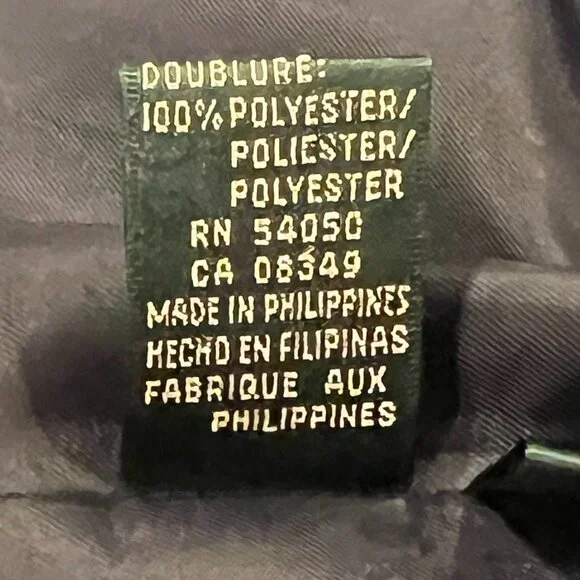 DOUBLURE:
100% POLYESTER/
POLIESTER/
POLYESTER
RN 54050
CA 08349
MADE IN PHILIPPINES
HECHO EN FILIPINAS
FABRIQUE AUX
PHILIPPINES